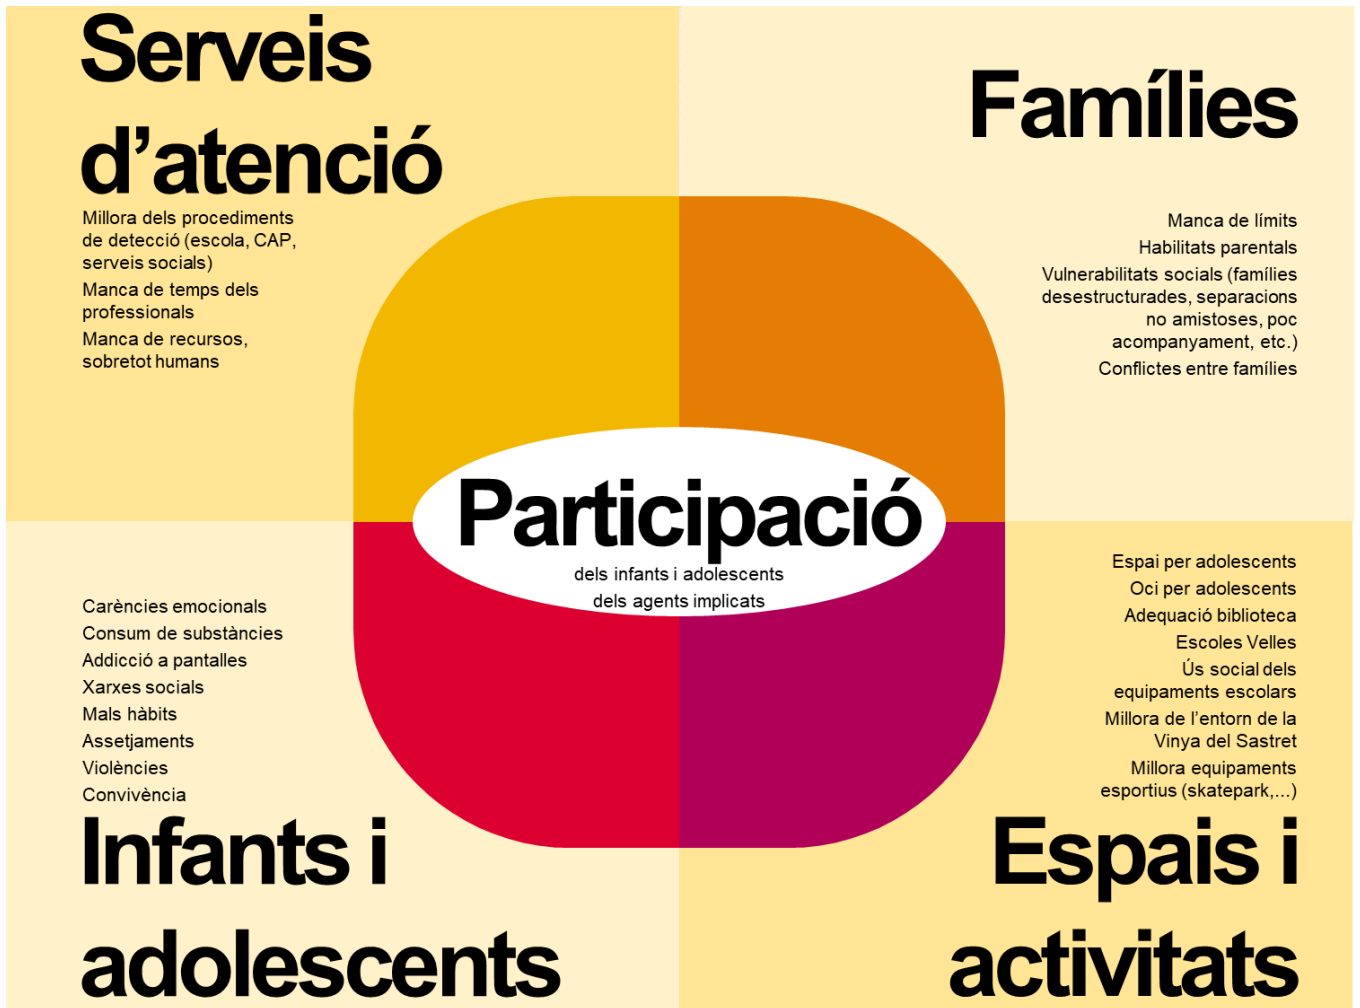 Serveis
d’atenció
Millora dels procediments
de detecció (escola, CAP,
serveis socials)
Manca de temps dels
professionals
Manca de recursos,
sobretot humans
Famílies
Manca de límits
Habilitats parentals
Vulnerabilitats socials (famílies
desestructurades, separacions
no amistoses, poc
acompanyament, etc.)
Conflictes entre famílies
Participació
dels infants i adolescents
dels agents implicats
Carències emocionals
Consum de substàncies
Addicció a pantalles
Xarxes socials
Mals hàbits
Assetjaments
Violències
Convivència
Infants i
adolescents
Espai per adolescents
Oci per adolescents
Adequació biblioteca
Escoles Velles
Ús social dels
equipaments escolars
Millora de l’entorn de la
Vinya del Sastret
Millora equipaments
esportius (skatepark,...)
Espais i
activitats